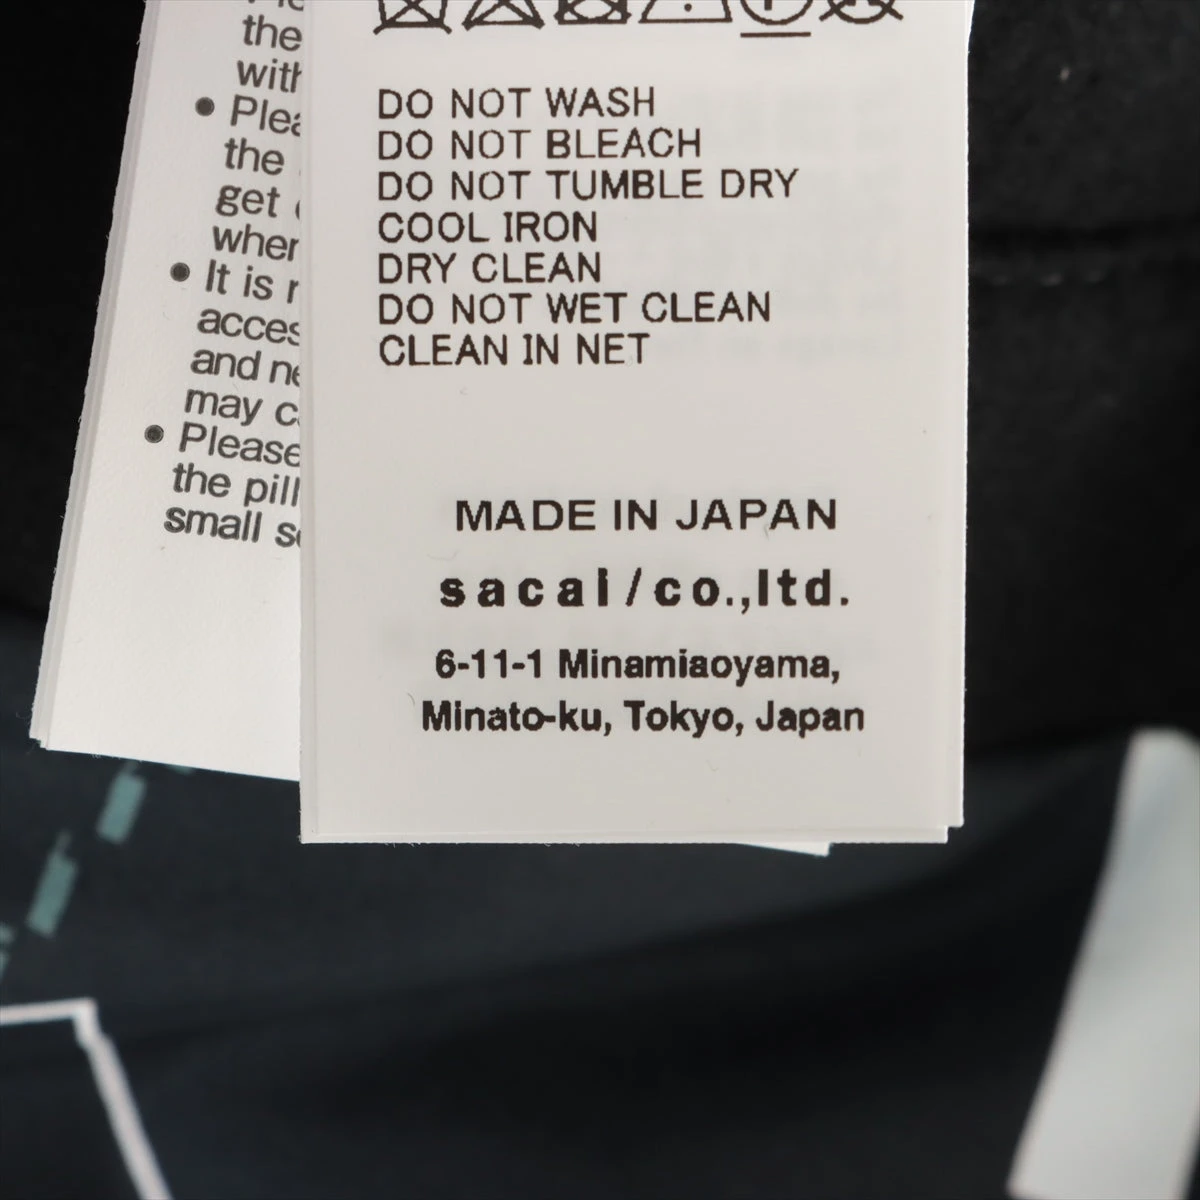 the
with
● Plea
the
get
wher
● It is r
acces
and ne
may c
● Please
the pill
small s
DO NOT WASH
DO NOT BLEACH
DO NOT TUMBLE DRY
COOL IRON
DRY CLEAN
DO NOT WET CLEAN
CLEAN IN NET
MADE IN JAPAN
sacai/co.,ltd.
6-11-1 Minamiaoyama,
Minato-ku, Tokyo, Japan